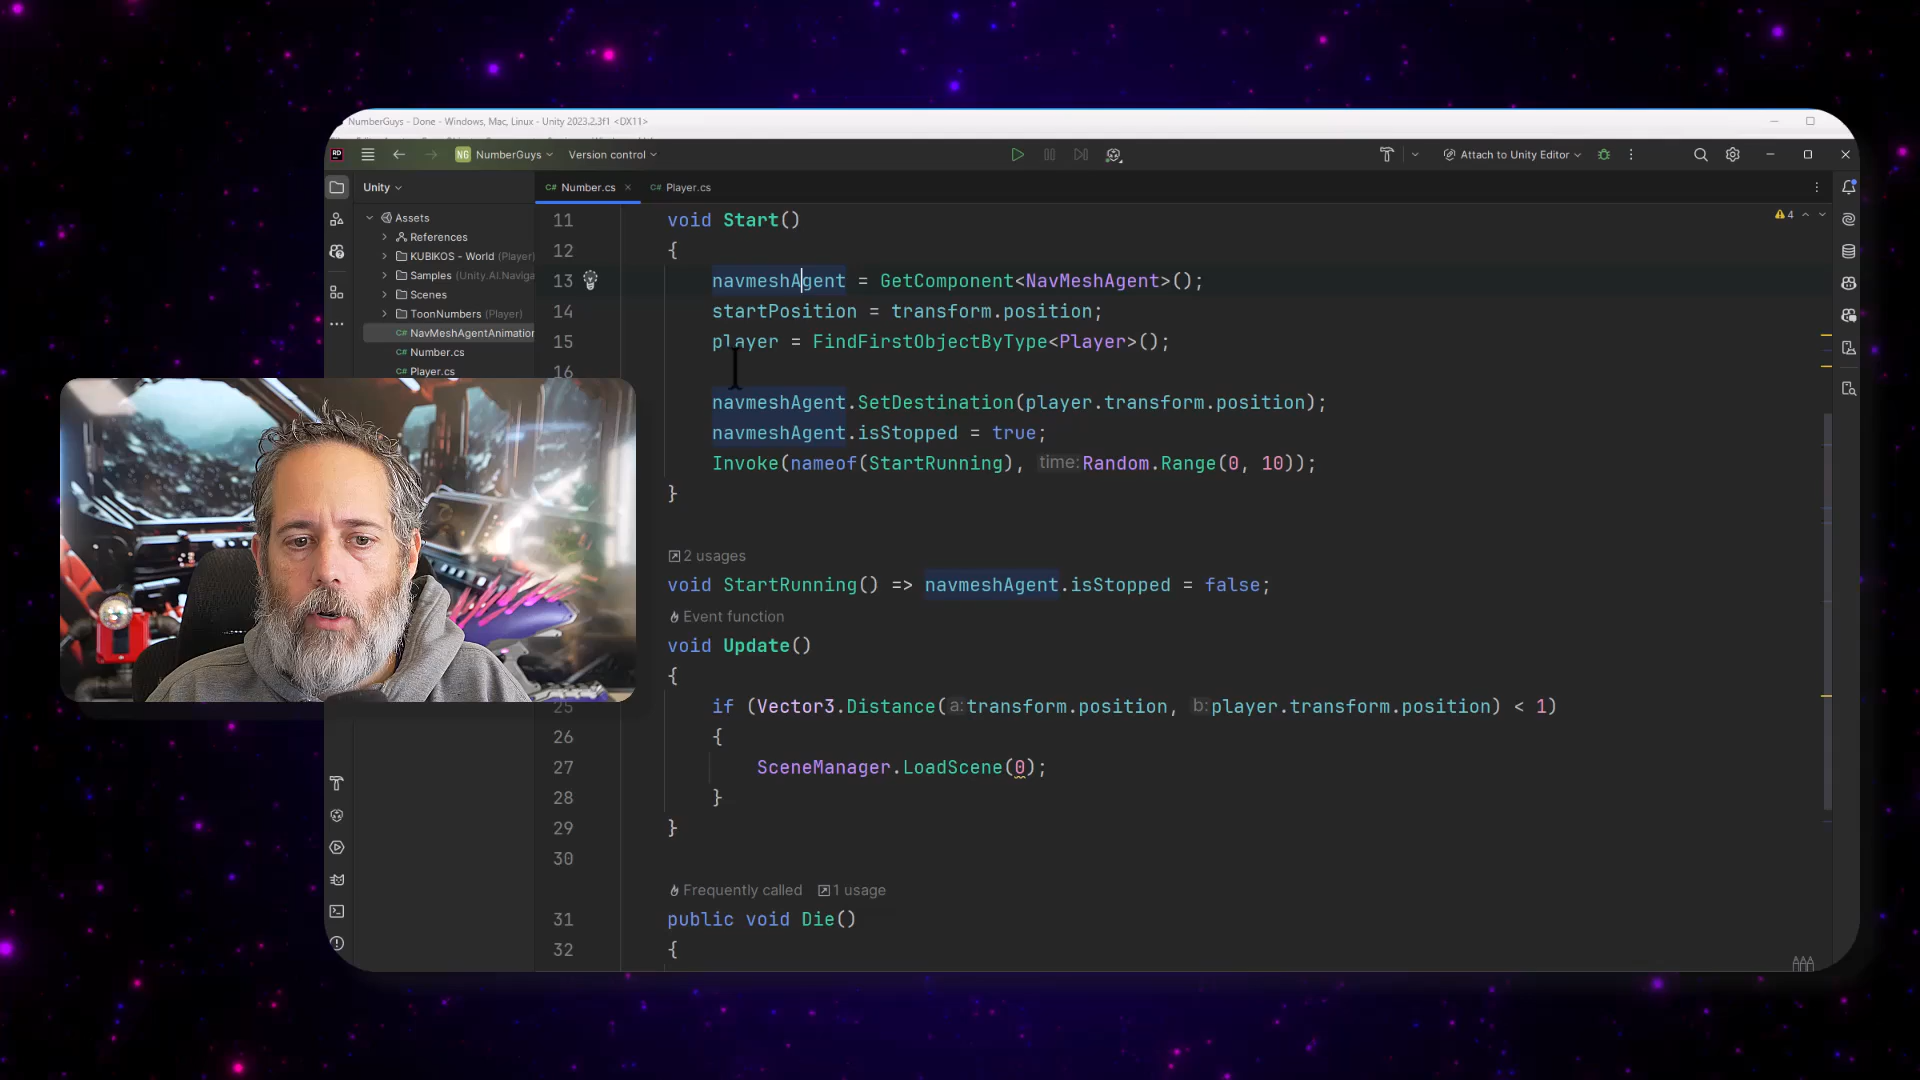 NumberGuys - Done - Windows, Mac, Linux - Unity 2023.2.3f1 <DX11>
RD
NG NumberGuys
Version control
Attach to Unity Editor
Unity
C# Number.cs ×
C# Player.cs
4
Assets
References
KUBIKOS - World (Player)
Samples (Unity.AI.Naviga
Scenes
ToonNumbers (Player)
C# NavMeshAgentAnimation
C# Number.cs
C# Player.cs
11 void Start()
12 {
13 navmeshAgent = GetComponent<NavMeshAgent>();
14 startPosition = transform.position;
15 player = FindFirstObjectByType<Player>();
16
navmeshAgent.SetDestination(player.transform.position);
navmeshAgent.isStopped = true;
Invoke(nameof(StartRunning), time:Random.Range(0, 10));
}
2 usages
void StartRunning() => navmeshAgent.isStopped = false;
Event function
void Update()
{
25 if (Vector3.Distance(a:transform.position, b:player.transform.position) < 1)
26 {
27 SceneManager.LoadScene(0);
28 }
29 }
30
Frequently called 1 usage
31 public void Die()
32 {